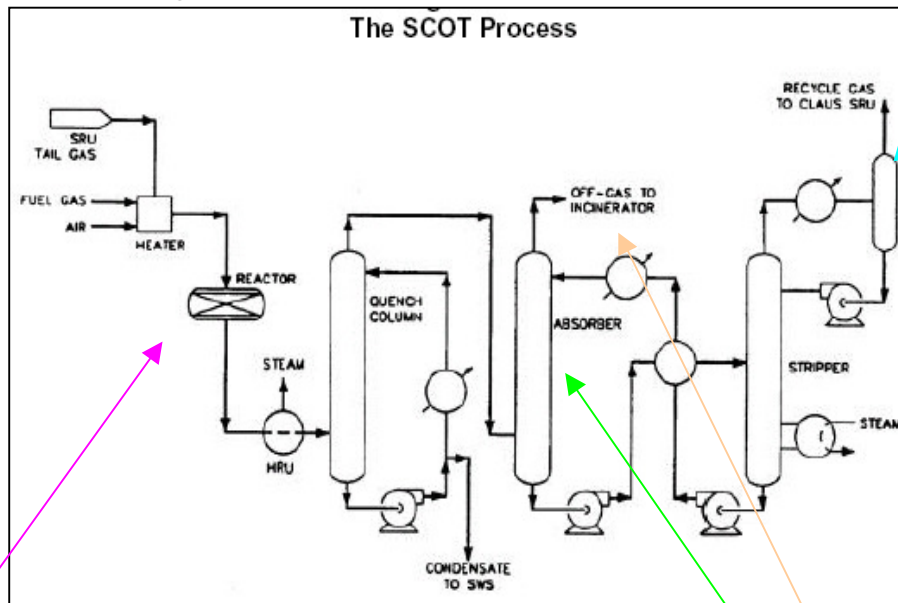 The SCOT Process
RECYCLE GAS
TO CLAUS SRU
SRU
TAIL GAS
FUEL GAS
AIR
HEATER
OFF-GAS TO
INCINERATOR
REACTOR
QUENCH
COLUMN
ABSORBER
STRIPPER
STEAM
STEAM
HRU
CONDENSATE
TO SWS